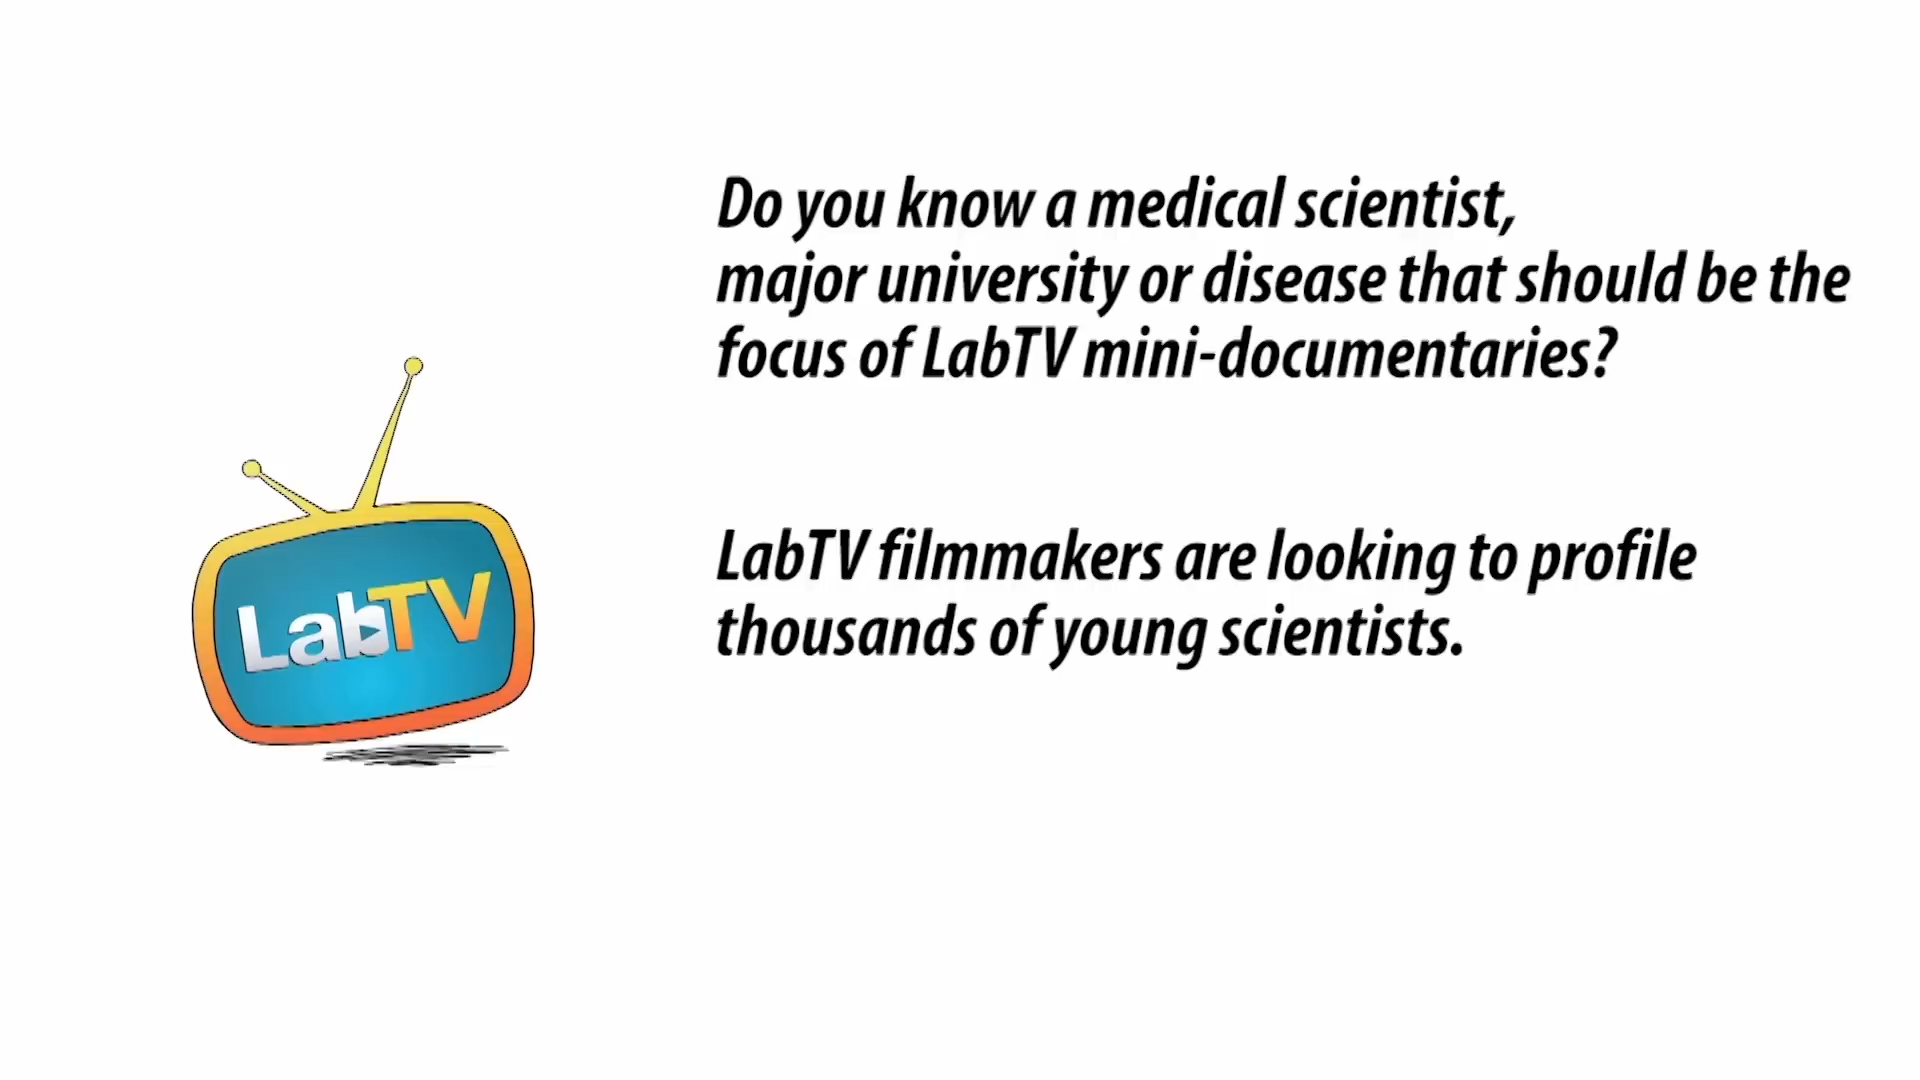 Do you know a medical scientist,
major university or disease that should be the
focus of LabTV mini-documentaries?
LabTV
LabTV filmmakers are looking to profile
thousands of young scientists.